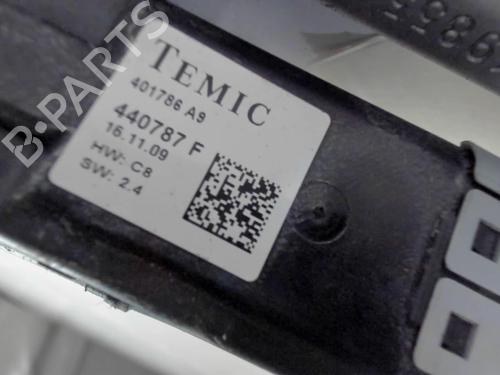 TEMIC
401786 A9
440787 F
16.11.09
HW: C8
SW: 2.4
B-PARTS